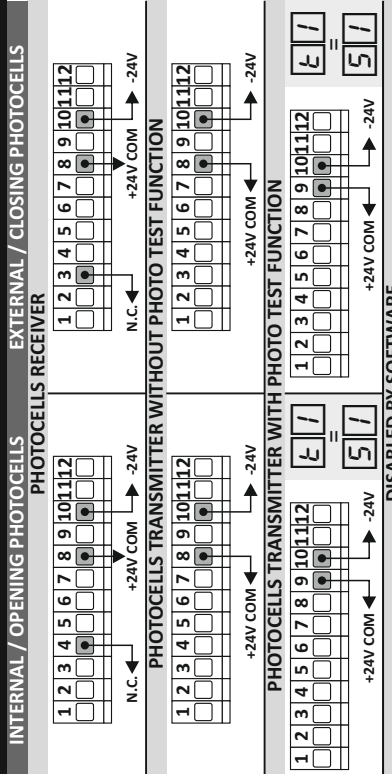 INTERNAL / OPENING PHOTOCELLS
EXTERNAL / CLOSING PHOTOCELLS
PHOTOCELLS RECEIVER
1 2 3 4 5 6 7 8 9 10 11 12
N.C. +24V COM -24V
1 2 3 4 5 6 7 8 9 10 11 12
N.C. +24V COM -24V
PHOTOCELLS TRANSMITTER WITHOUT PHOTO TEST FUNCTION
1 2 3 4 5 6 7 8 9 10 11 12
+24V COM -24V
1 2 3 4 5 6 7 8 9 10 11 12
+24V COM -24V
PHOTOCELLS TRANSMITTER WITH PHOTO TEST FUNCTION
1 2 3 4 5 6 7 8 9 10 11 12
+24V COM -24V
t1
=
S1
1 2 3 4 5 6 7 8 9 10 11 12
+24V COM -24V
t1
=
S1
DISABLED BY SOFTWARE